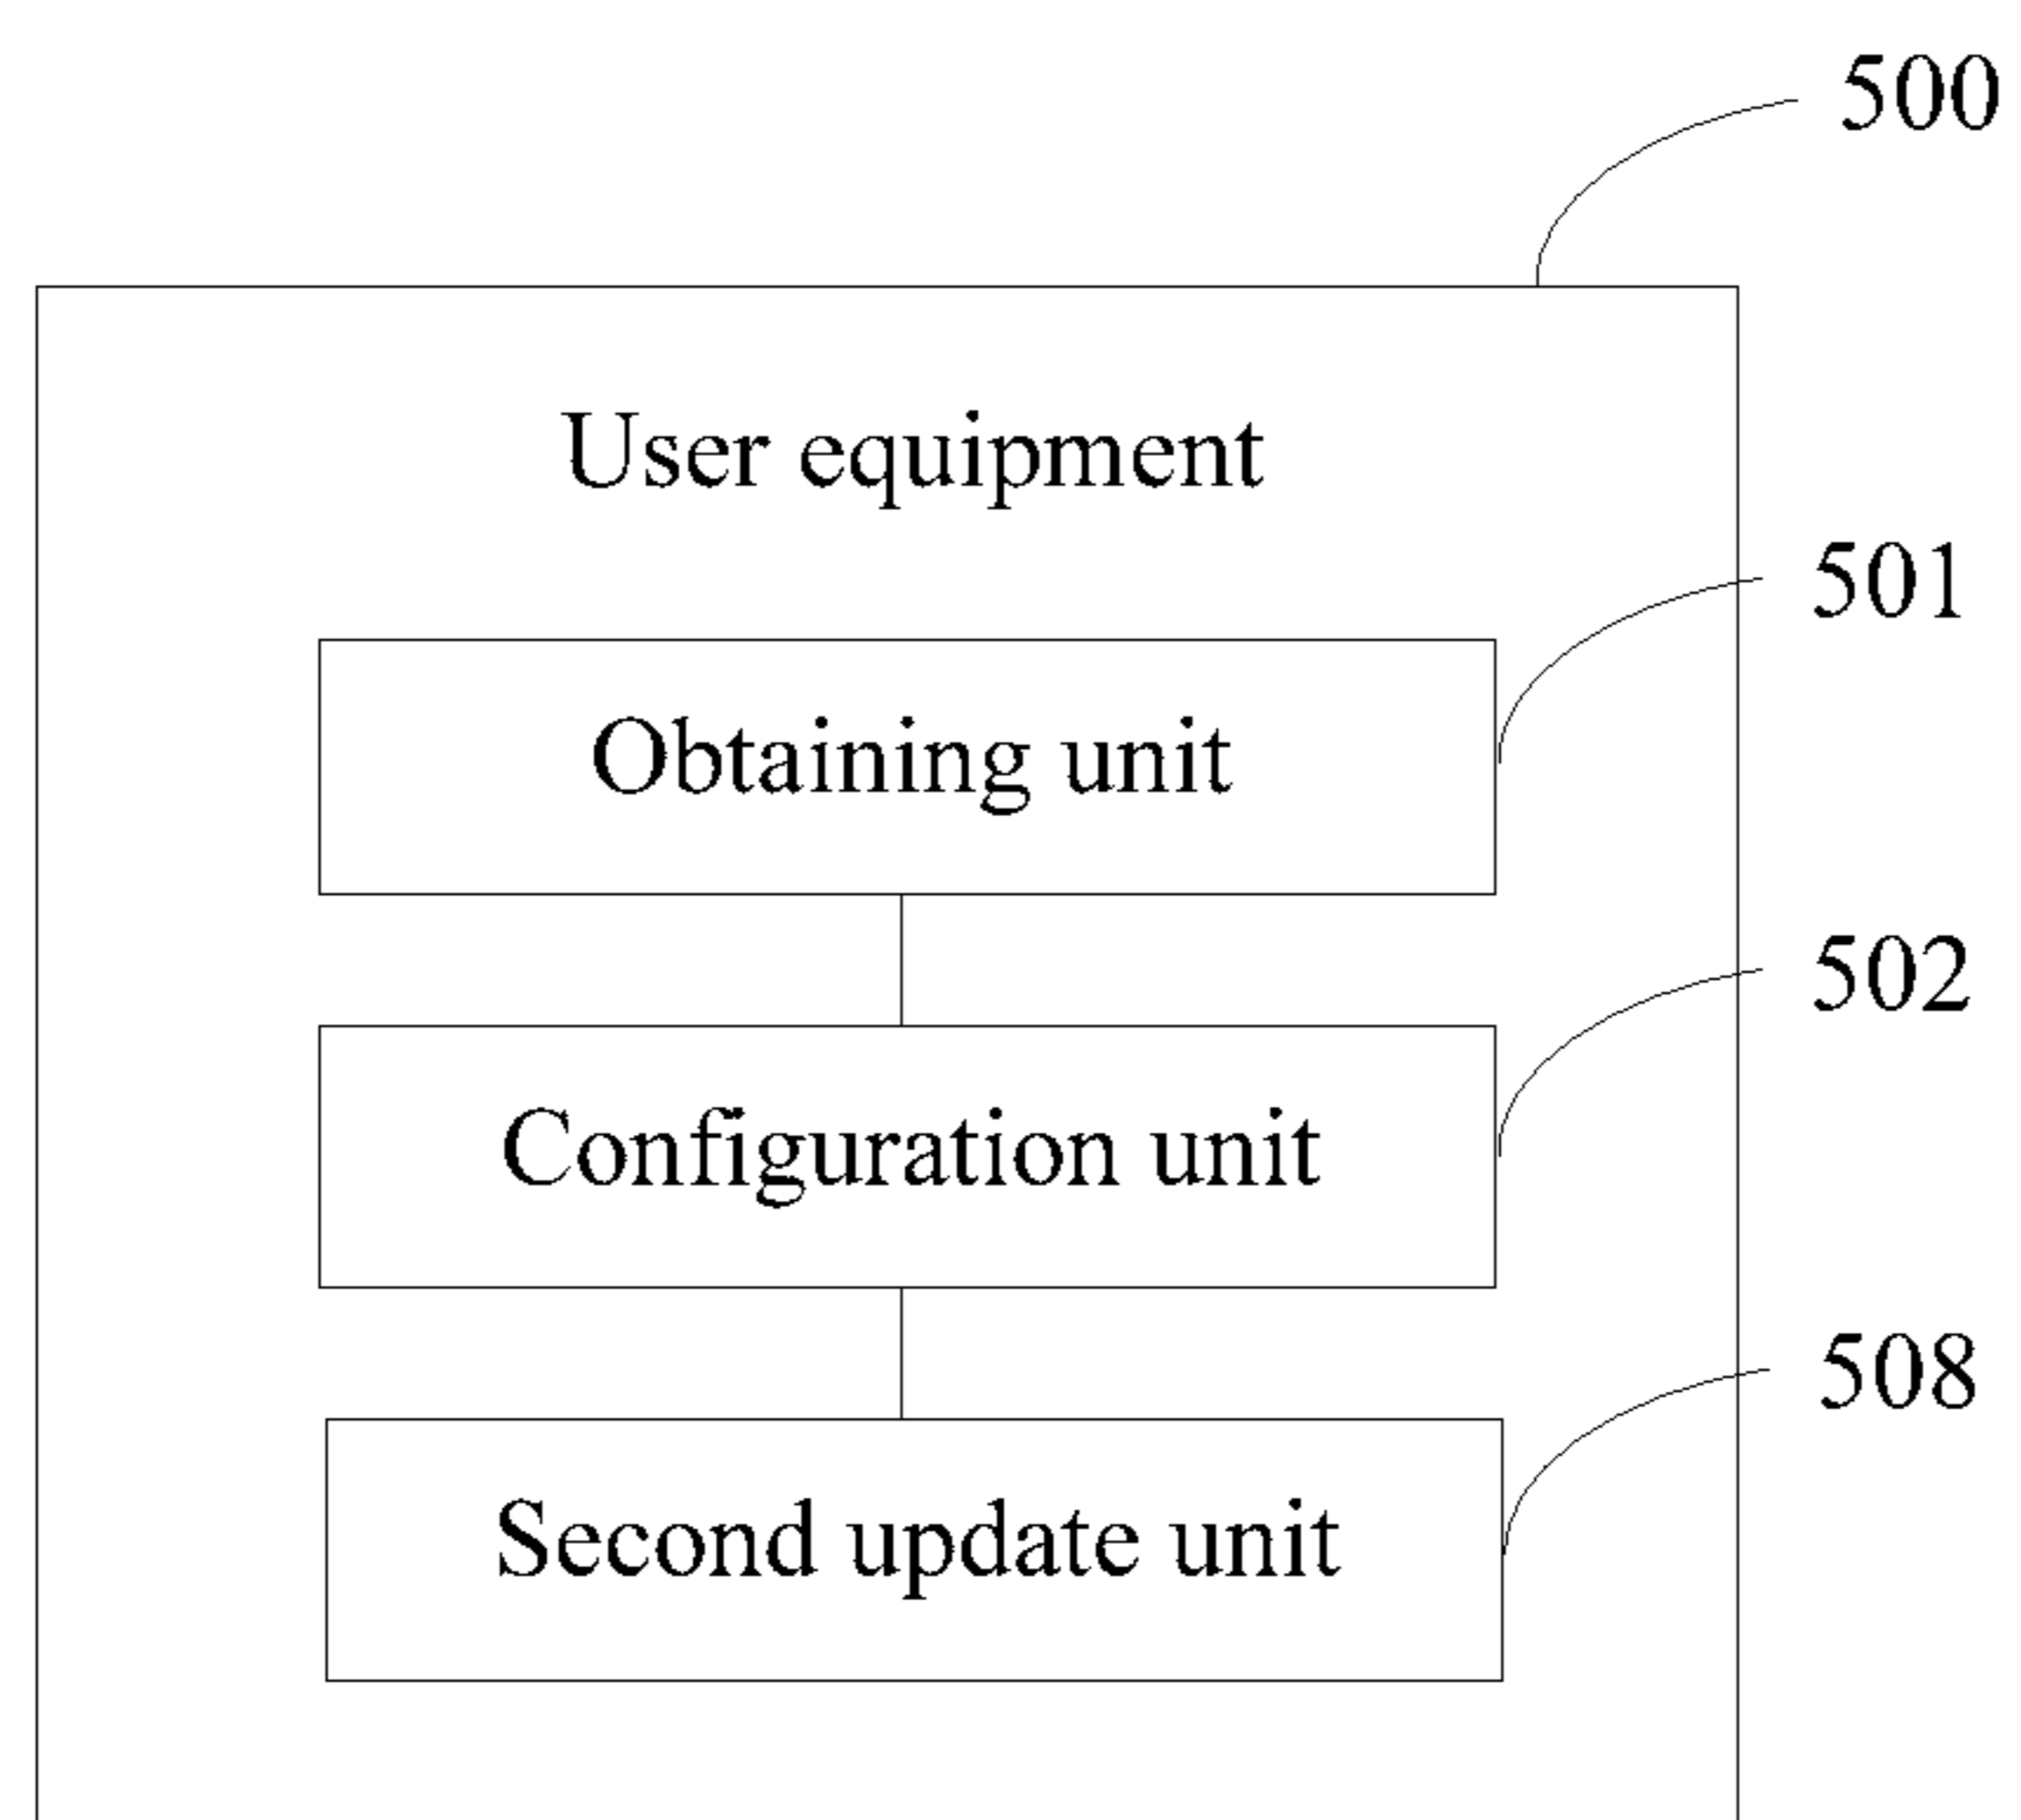 500
User equipment
501
Obtaining unit
502
Configuration unit
508
Second update unit